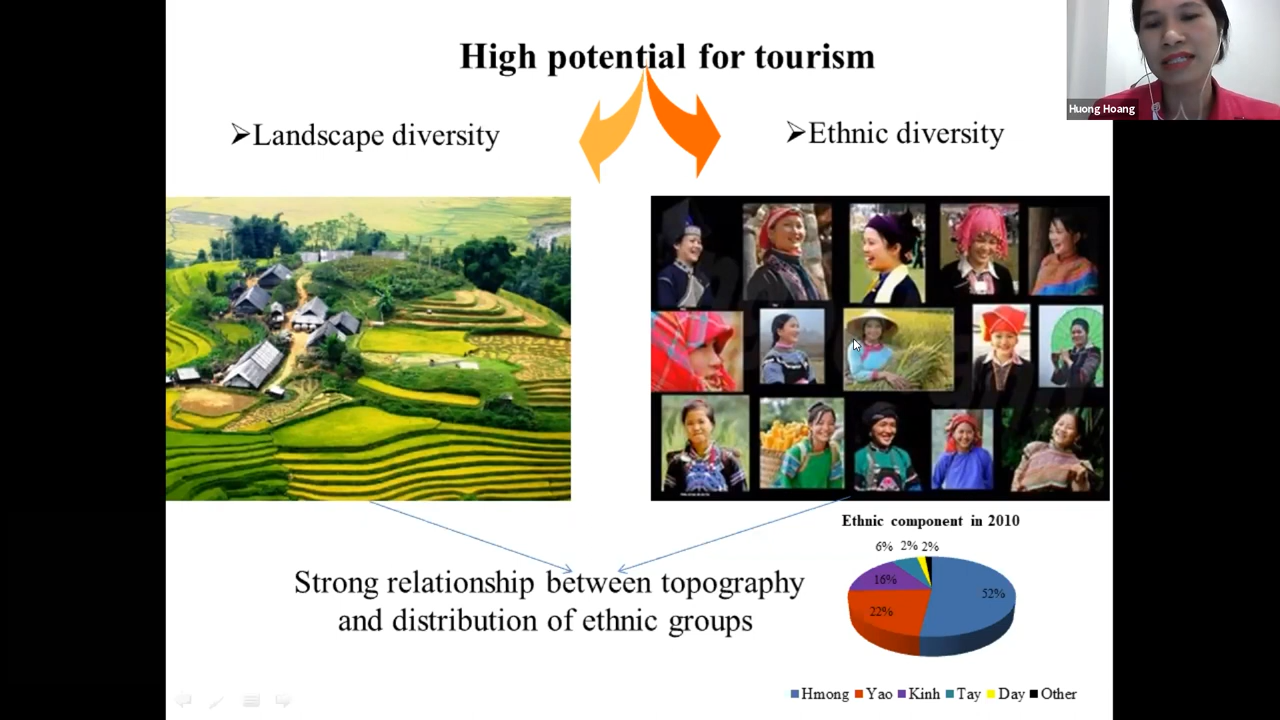 High potential for tourism
Huong Hoang
➢Landscape diversity
➢Ethnic diversity
Ethnic component in 2010
6% 2% 2%
16%
52%
22%
Strong relationship between topography
and distribution of ethnic groups
Hmong Yao Kinh Tay Day Other